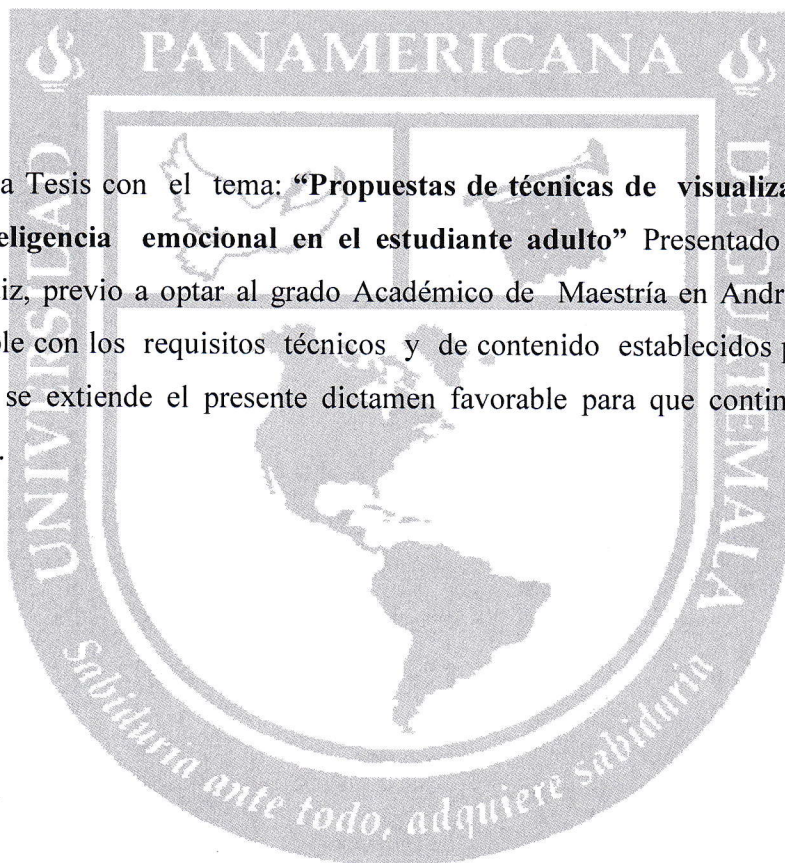 PANAMERICANA
UNIVERSIDAD
DE GUATEMALA
a Tesis con el tema: “Propuestas de técnicas de visualiza
eligencia emocional en el estudiante adulto” Presentado
iz, previo a optar al grado Académico de Maestría en Andr
le con los requisitos técnicos y de contenido establecidos p
se extiende el presente dictamen favorable para que contin
.
Sabiduría ante todo, adquiere sabiduría